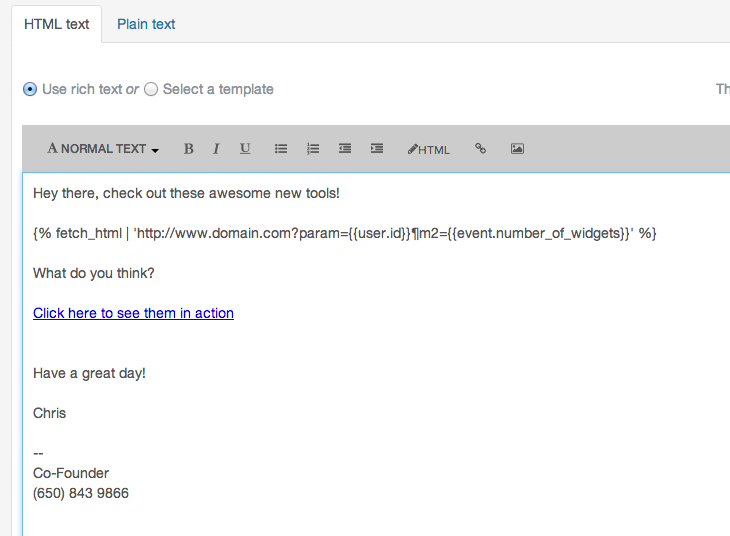 HTML text
Plain text
Use rich text or Select a template
Th
A NORMAL TEXT B I U HTML
Hey there, check out these awesome new tools!
{% fetch_html | 'http://www.domain.com?param={{user.id}}¶m2={{event.number_of_widgets}}' %}
What do you think?
Click here to see them in action
Have a great day!
Chris
--
Co-Founder
(650) 843 9866